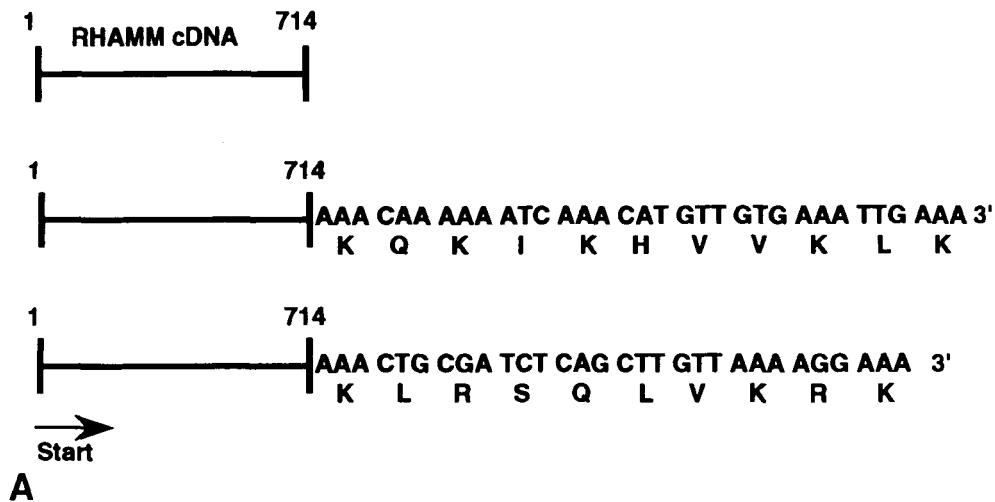 1 RHAMM cDNA 714
1 714
AAA CAA AAA ATC AAA CAT GTT GTG AAA TTG AAA 3'
K Q K I K H V V K L K
1 714
AAA CTG CGA TCT CAG CTT GTT AAA AGG AAA 3'
K L R S Q L V K R K
Start
A